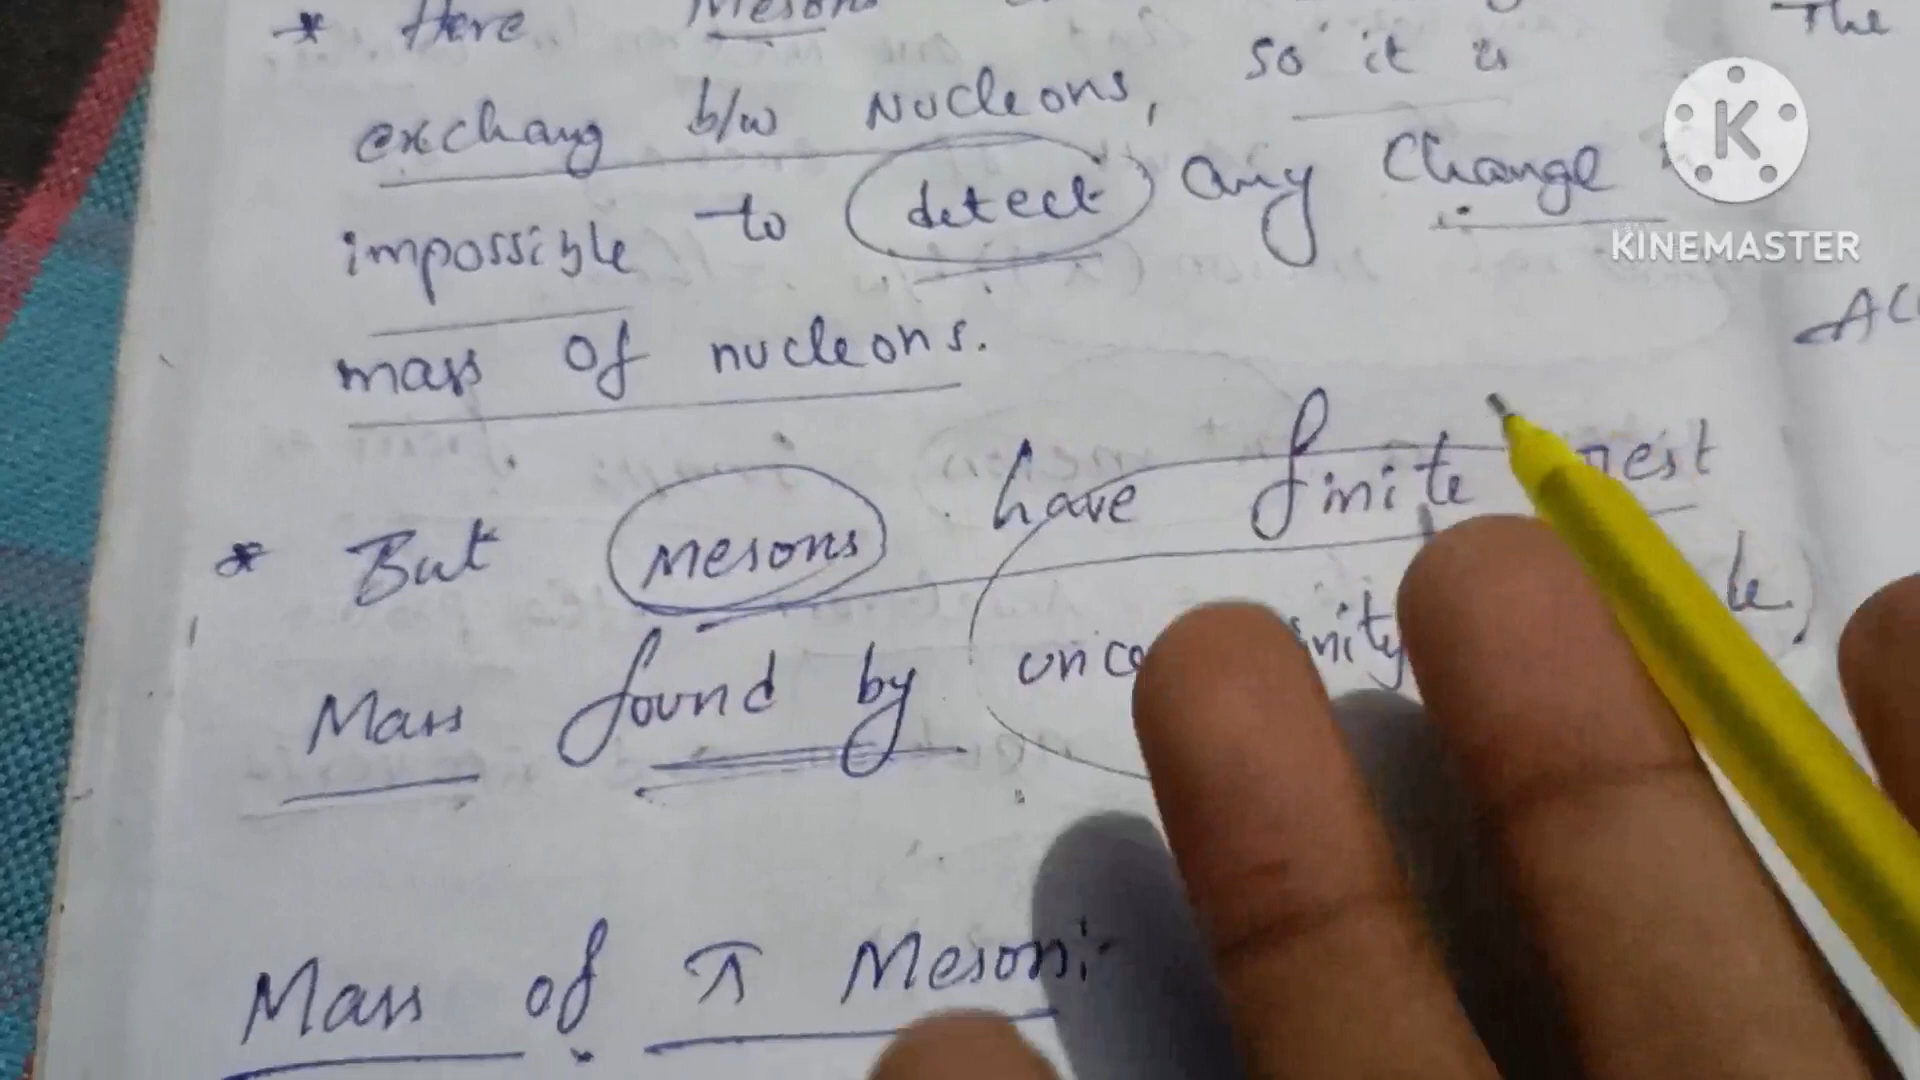 * Here Mesons
exchang b/w Nucleons, so it is
impossible to detect any change
mass of nucleons.
* But mesons have finite rest
Mass found by
Mass of π Meson:-
The
K
KINEMASTER